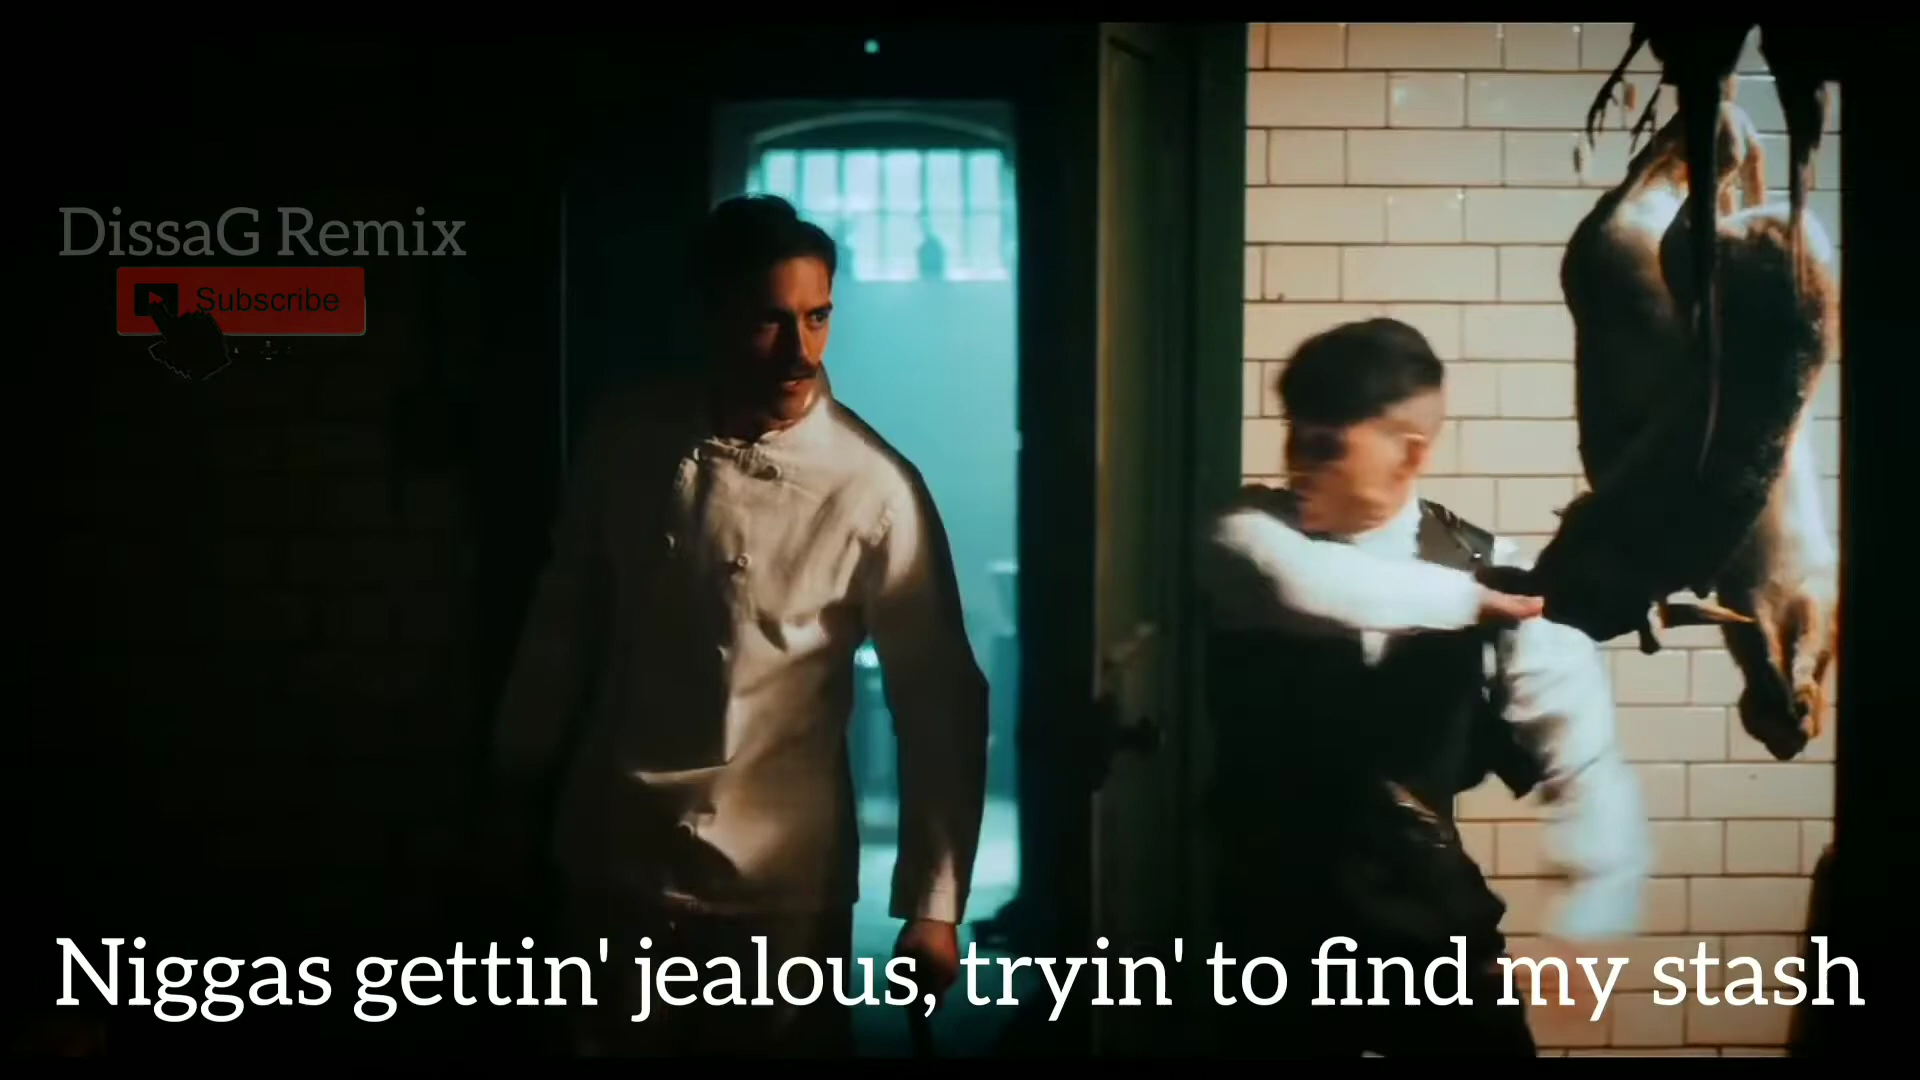 DissaG Remix
Subscribe
Niggas gettin' jealous, tryin' to find my stash